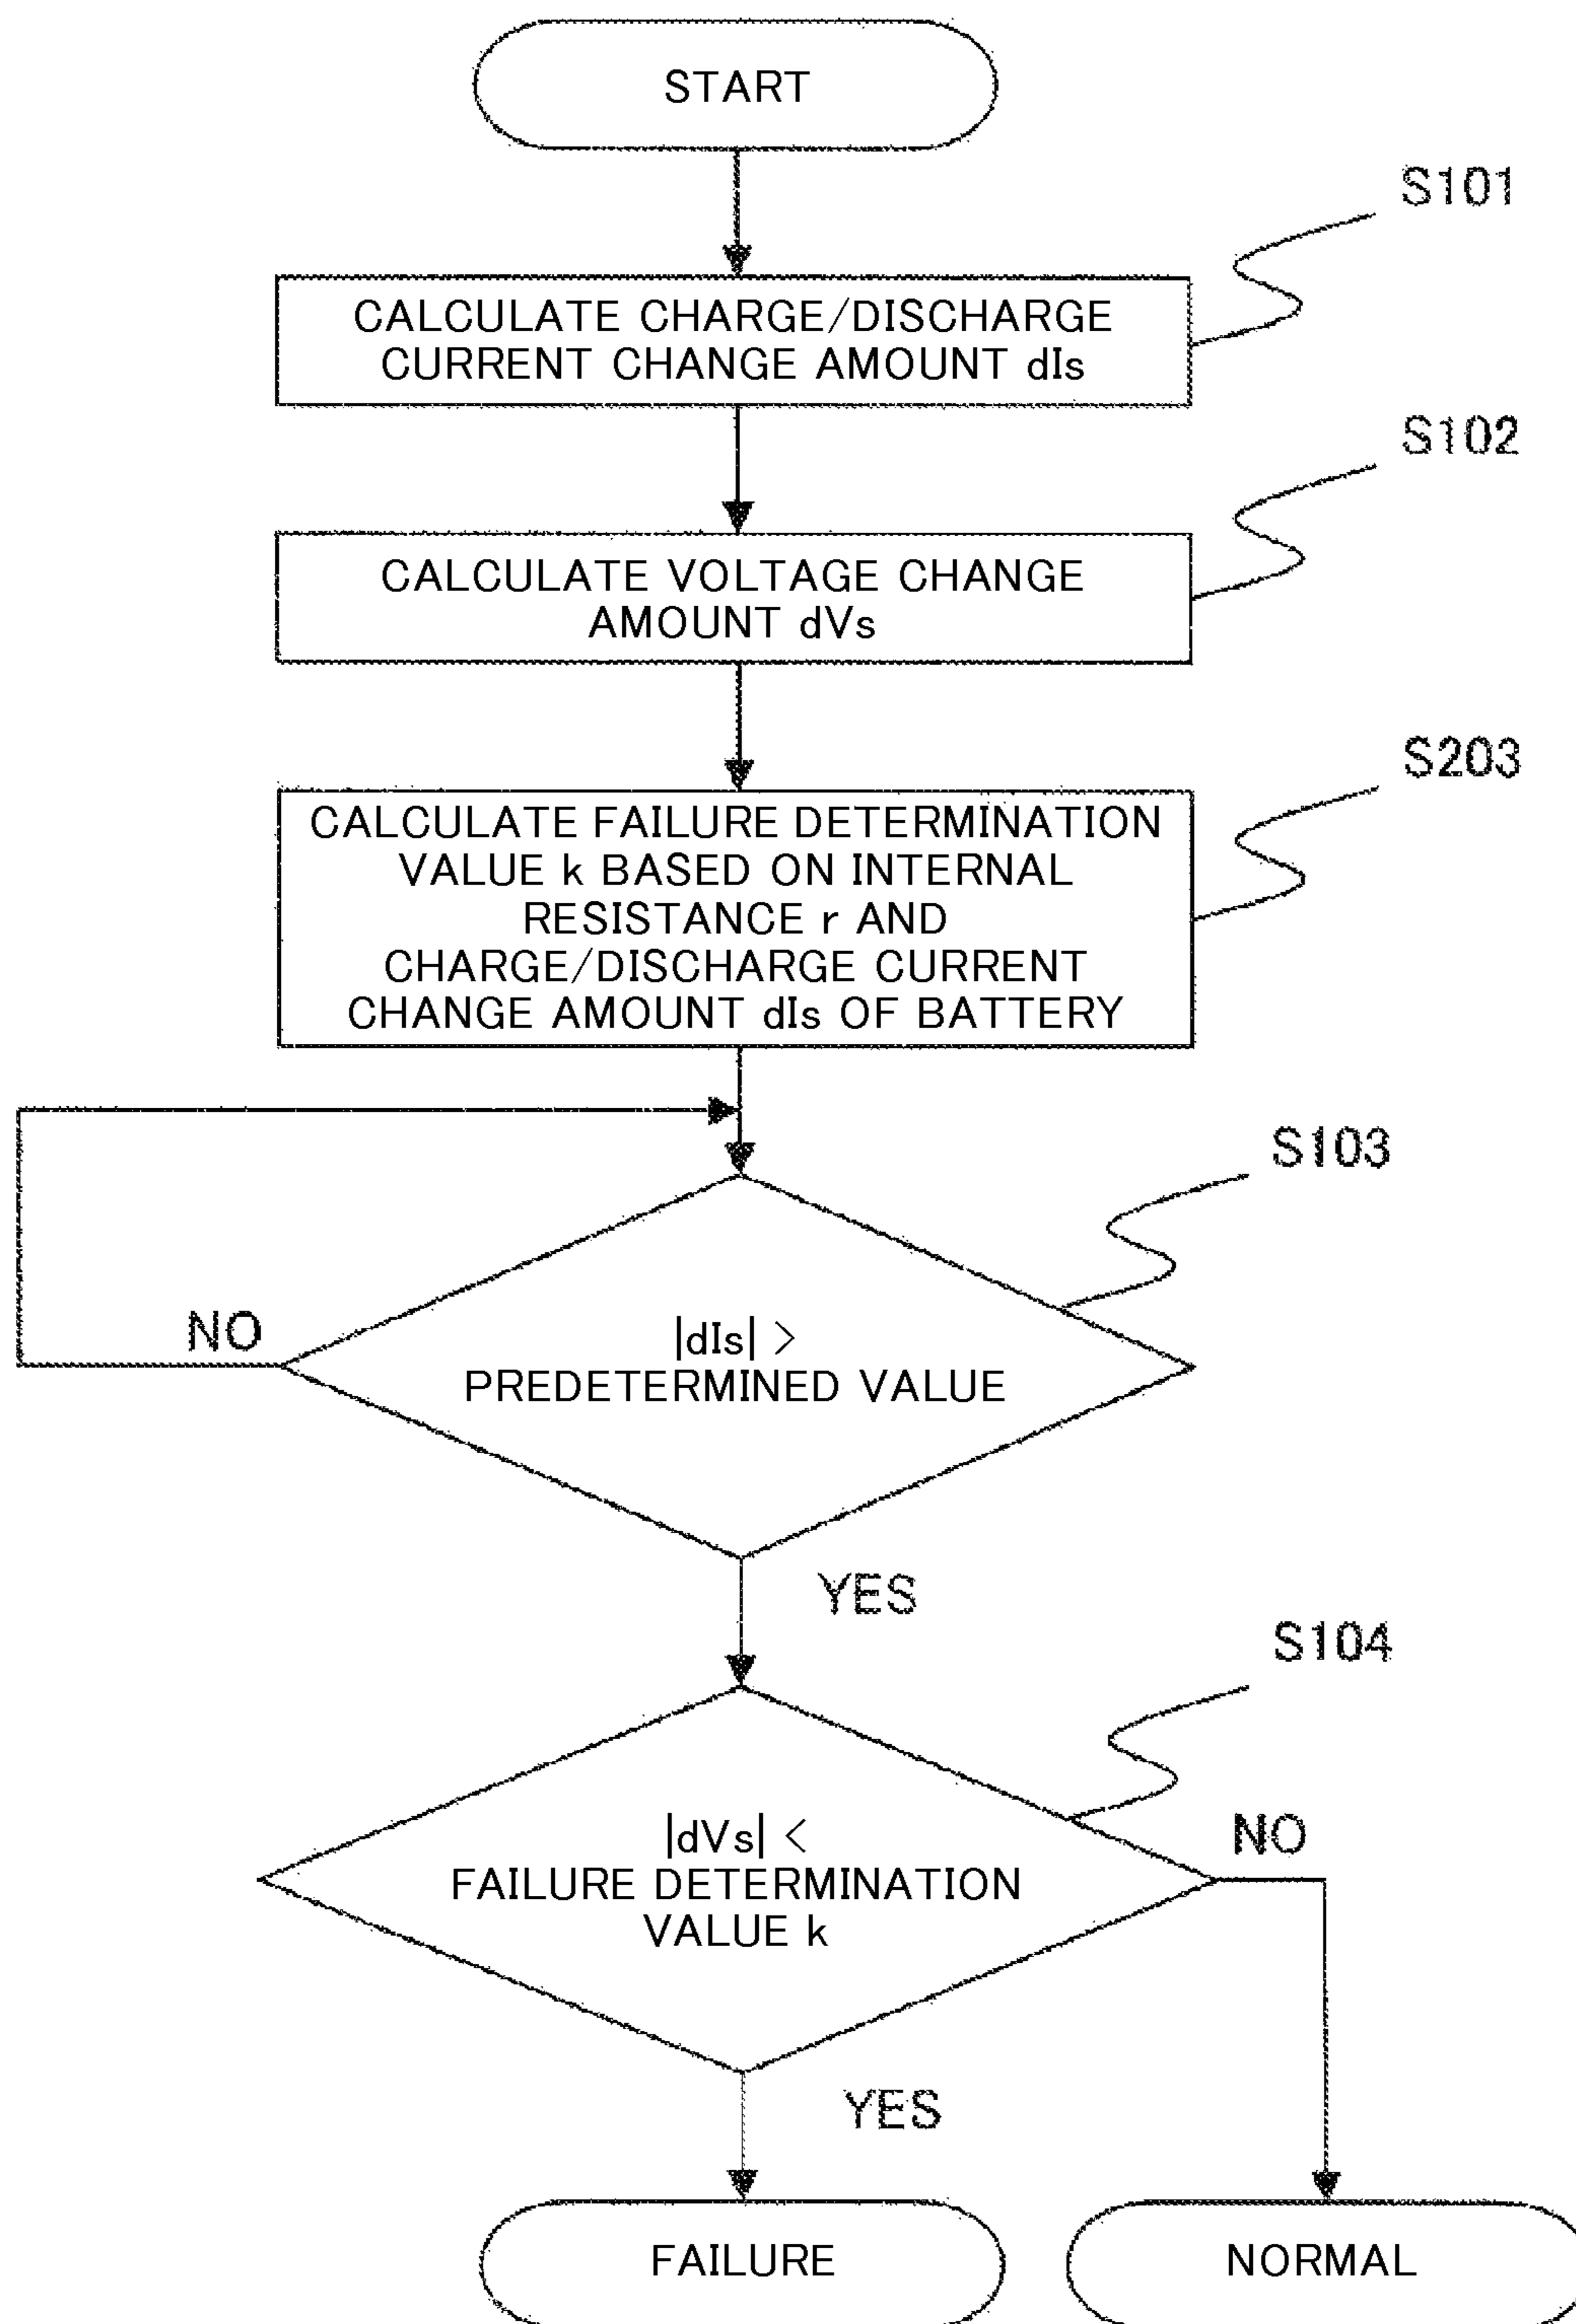 START
S101
CALCULATE CHARGE/DISCHARGE
CURRENT CHANGE AMOUNT dIs
S102
CALCULATE VOLTAGE CHANGE
AMOUNT dVs
S203
CALCULATE FAILURE DETERMINATION
VALUE k BASED ON INTERNAL
RESISTANCE r AND
CHARGE/DISCHARGE CURRENT
CHANGE AMOUNT dIs OF BATTERY
S103
NO
|dIs| >
PREDETERMINED VALUE
YES
S104
|dVs| <
FAILURE DETERMINATION
VALUE k
NO
YES
FAILURE
NORMAL